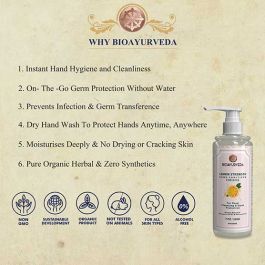 WHY BIOAYURVEDA
1. Instant Hand Hygiene and Cleanliness
2. On- The -Go Germ Protection Without Water
3. Prevents Infection & Germ Transference
4. Dry Hand Wash To Protect Hands Anytime, Anywhere
5. Moisturises Deeply & No Drying or Cracking Skin
6. Pure Organic Herbal & Zero Synthetics
BIOAYURVEDA
NON GMO
SUSTAINABLE DEVELOPMENT
ORGANIC PRODUCT
NOT TESTED ON ANIMALS
FOR ALL SKIN TYPES
ALCOHOL FREE